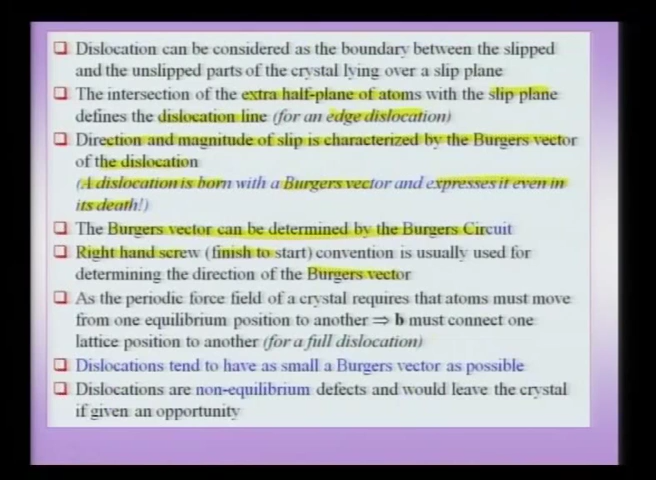 Dislocation can be considered as the boundary between the slipped
and the unslipped parts of the crystal lying over a slip plane
The intersection of the extra half-plane of atoms with the slip plane
defines the dislocation line (for an edge dislocation)
Direction and magnitude of slip is characterized by the Burgers vector
of the dislocation
(A dislocation is born with a Burgers vector and expresses it even in
its death!)
The Burgers vector can be determined by the Burgers Circuit
Right hand screw (finish to start) convention is usually used for
determining the direction of the Burgers vector
As the periodic force field of a crystal requires that atoms must move
from one equilibrium position to another ⇒ b must connect one
lattice position to another (for a full dislocation)
Dislocations tend to have as small a Burgers vector as possible
Dislocations are non-equilibrium defects and would leave the crystal
if given an opportunity